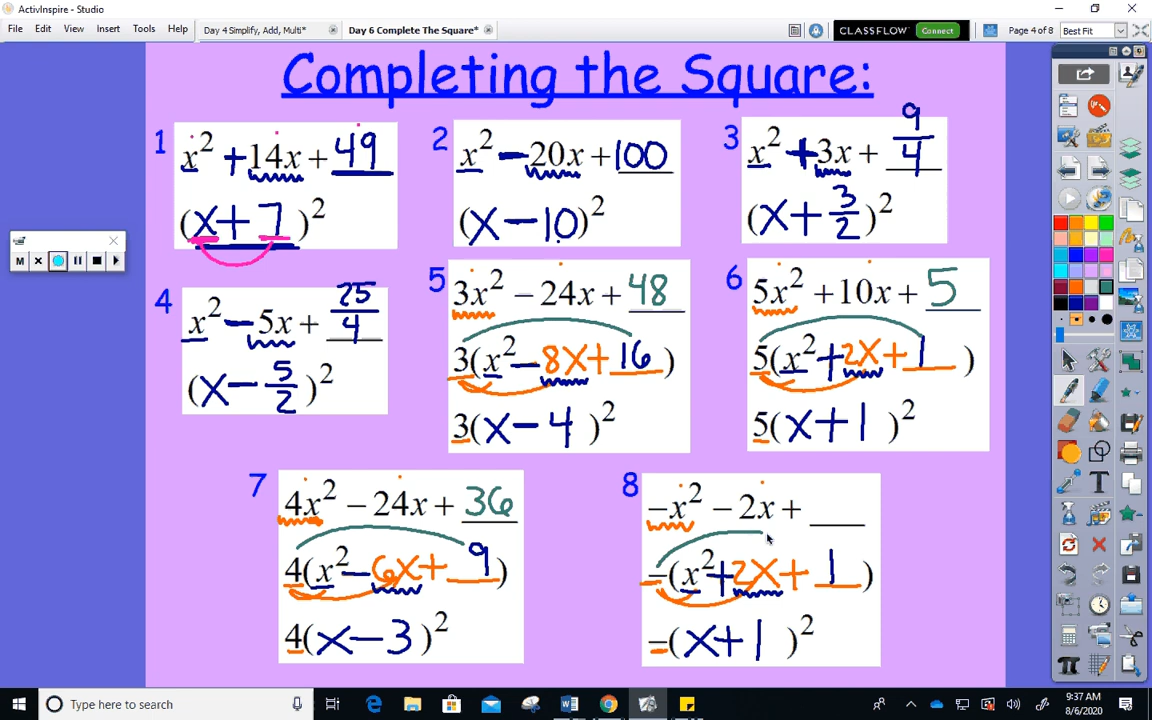 ActivInspire - Studio
File Edit View Insert Tools Help
Day 4 Simplify, Add, Multi*
Day 6 Complete The Square*
CLASSFLOW Connect
Page 4 of 8
Best Fit
Completing the Square:
1
x² + 14x + 49
(x + 7)²
2
x² - 20x + 100
(x - 10)²
3
x² + 3x + 9/4
(x + 3/2)²
4
x² - 5x + 25/4
(x - 5/2)²
5
3x² - 24x + 48
3(x² - 8x + 16)
3(x - 4)²
6
5x² + 10x + 5
5(x² + 2x + 1)
5(x + 1)²
7
4x² - 24x + 36
4(x² - 6x + 9)
4(x - 3)²
8
-x² - 2x + ____
-(x² + 2x + 1)
-(x + 1)²
M
Type here to search
9:37 AM
8/6/2020